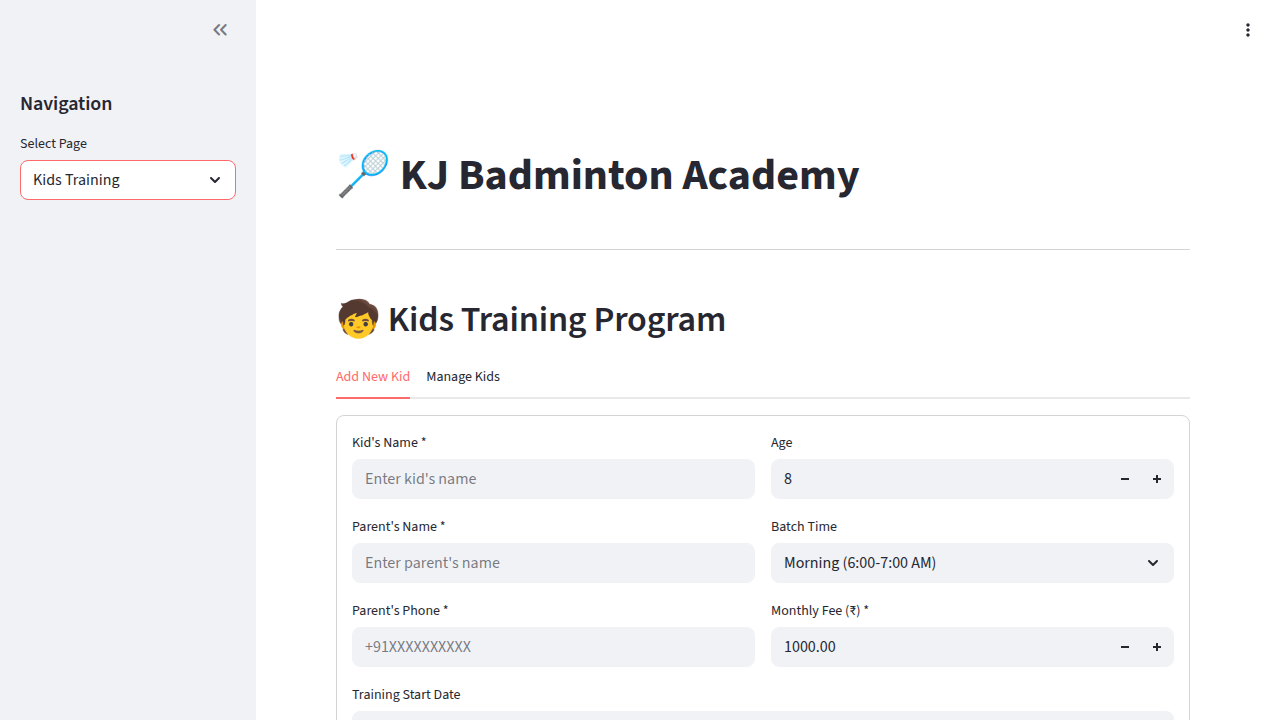 Navigation
Select Page
Kids Training
KJ Badminton Academy
Kids Training Program
Add New Kid
Manage Kids
Kid's Name *
Age
Enter kid's name
8
Parent's Name *
Batch Time
Enter parent's name
Morning (6:00-7:00 AM)
Parent's Phone *
Monthly Fee (₹) *
+91XXXXXXXXXX
1000.00
Training Start Date